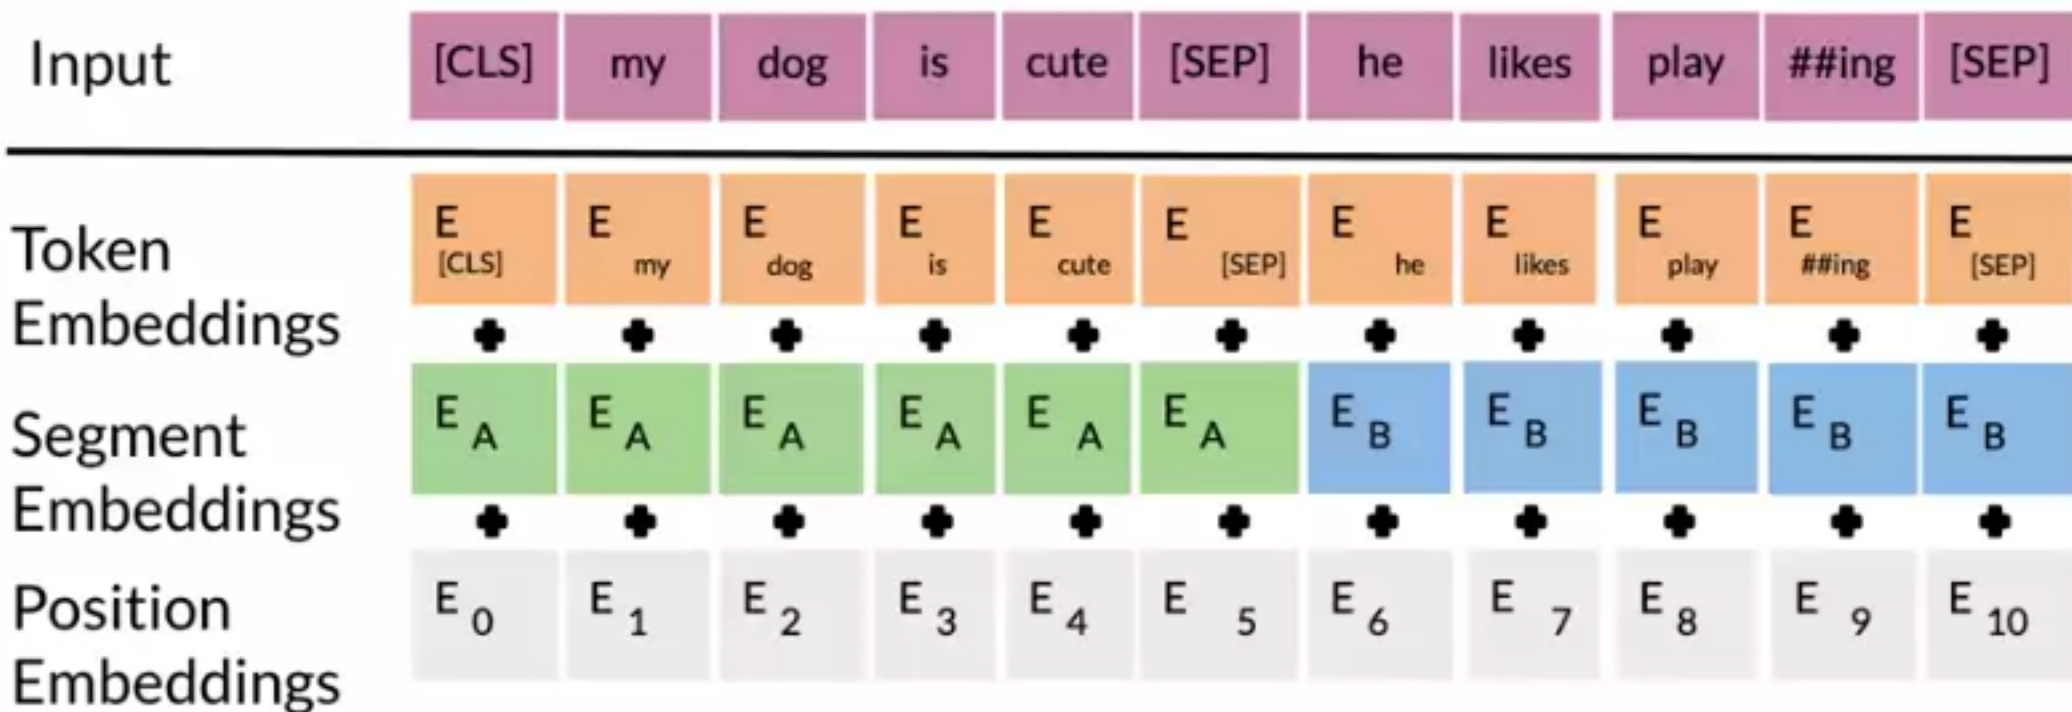 Input [CLS] my dog is cute [SEP] he likes play ##ing [SEP]
Token Embeddings E[CLS] Emy Edog Eis Ecute E[SEP] Ehe Elikes Eplay E##ing E[SEP]
Segment Embeddings EA EA EA EA EA EA EB EB EB EB EB
Position Embeddings E0 E1 E2 E3 E4 E5 E6 E7 E8 E9 E10